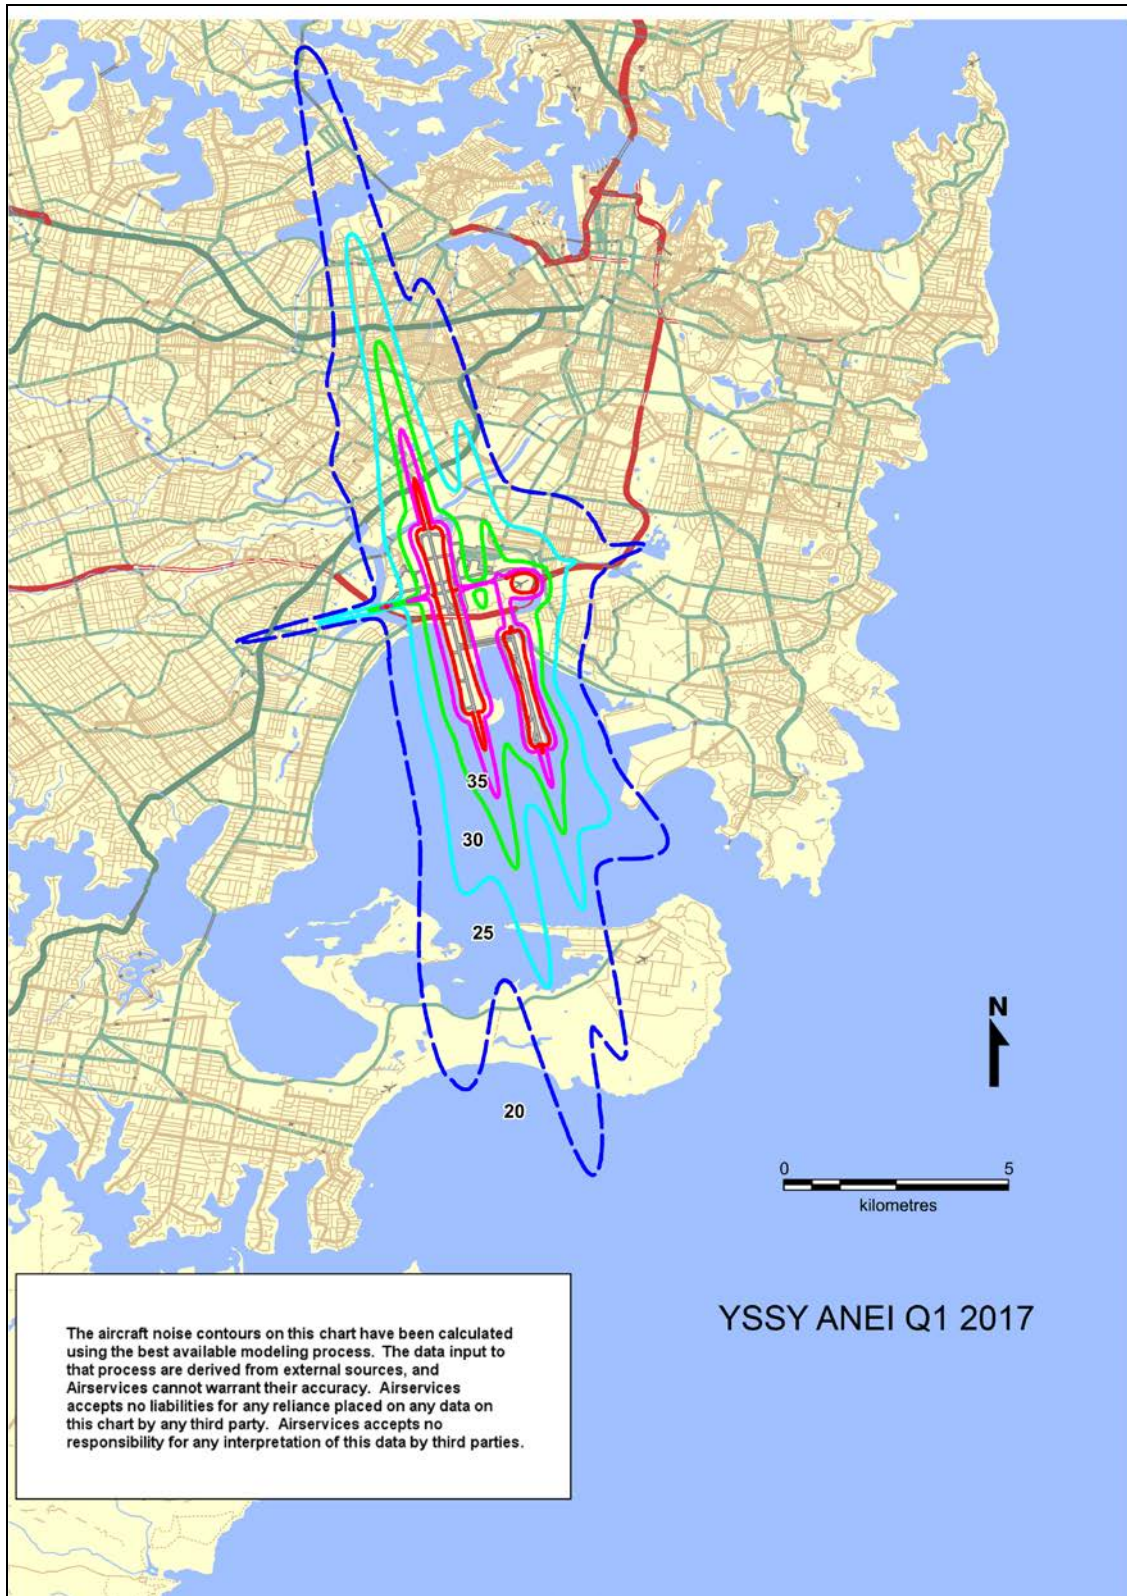 35
30
25
20
N
0 5
kilometres
YSSY ANEI Q1 2017
The aircraft noise contours on this chart have been calculated
using the best available modeling process. The data input to
that process are derived from external sources, and
Airservices cannot warrant their accuracy. Airservices
accepts no liabilities for any reliance placed on any data on
this chart by any third party. Airservices accepts no
responsibility for any interpretation of this data by third parties.